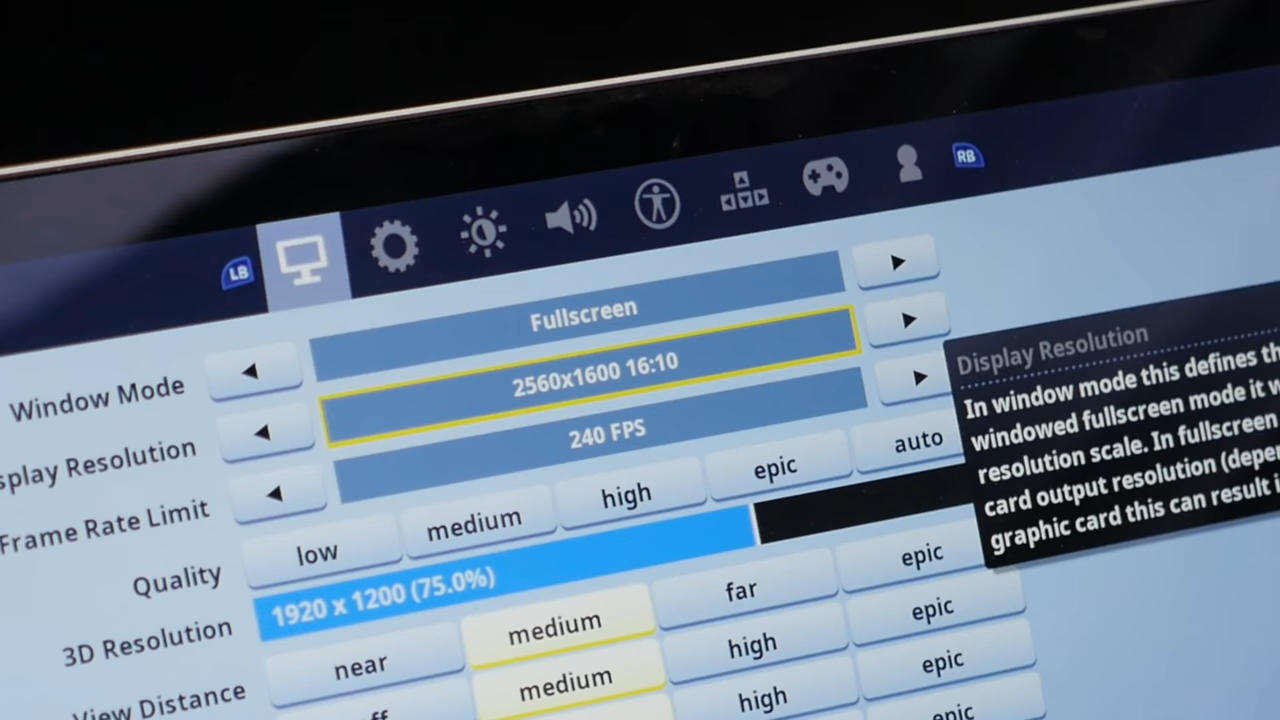 LB
RB
Window Mode
Fullscreen
splay Resolution
2560x1600 16:10
Frame Rate Limit
240 FPS
Quality
low
medium
high
epic
auto
3D Resolution
1920 x 1200 (75.0%)
View Distance
near
medium
far
epic
ff
medium
high
epic
high
epic
epic
Display Resolution
In window mode this defines th
windowed fullscreen mode it w
resolution scale. In fullscreen
card output resolution (depe
graphic card this can result i